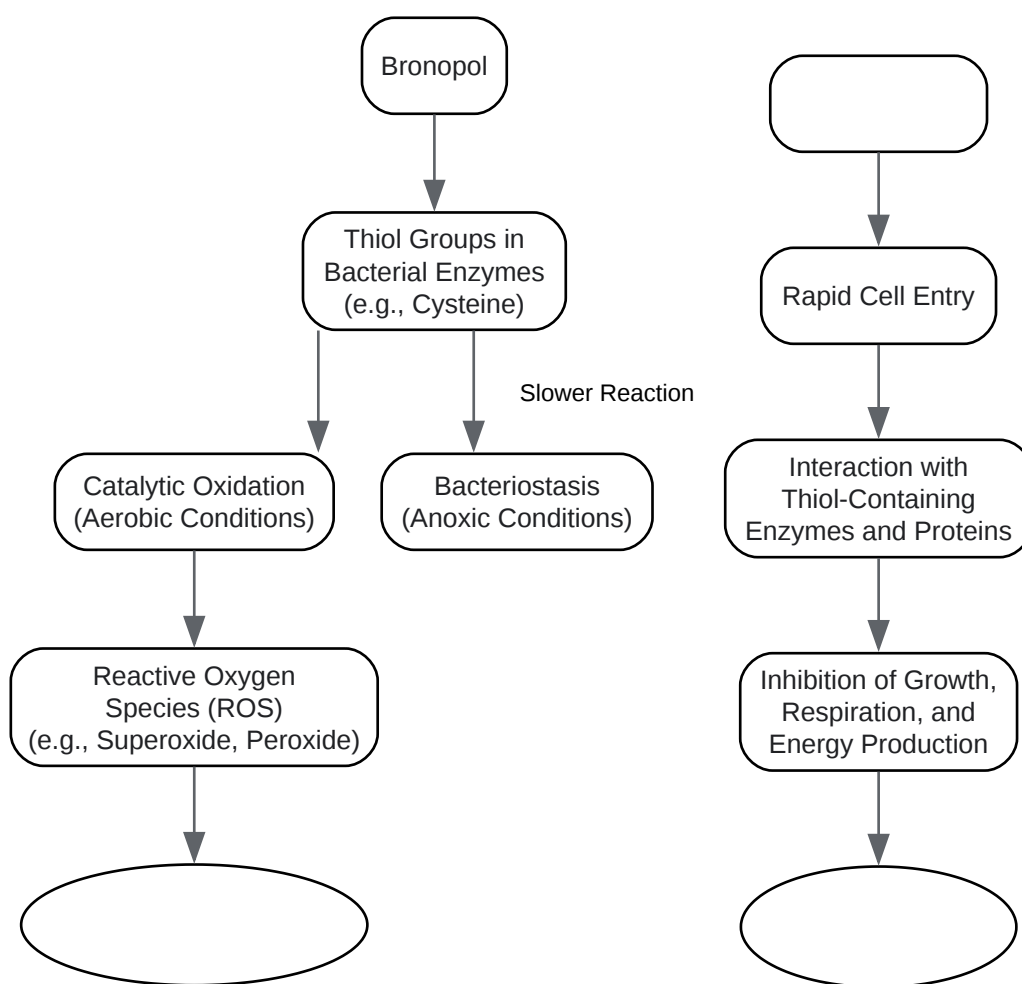 Bronopol
Thiol Groups in
Bacterial Enzymes
(e.g., Cysteine)
Slower Reaction
Catalytic Oxidation
(Aerobic Conditions)
Bacteriostasis
(Anoxic Conditions)
Reactive Oxygen
Species (ROS)
(e.g., Superoxide, Peroxide)
Rapid Cell Entry
Interaction with
Thiol-Containing
Enzymes and Proteins
Inhibition of Growth,
Respiration, and
Energy Production